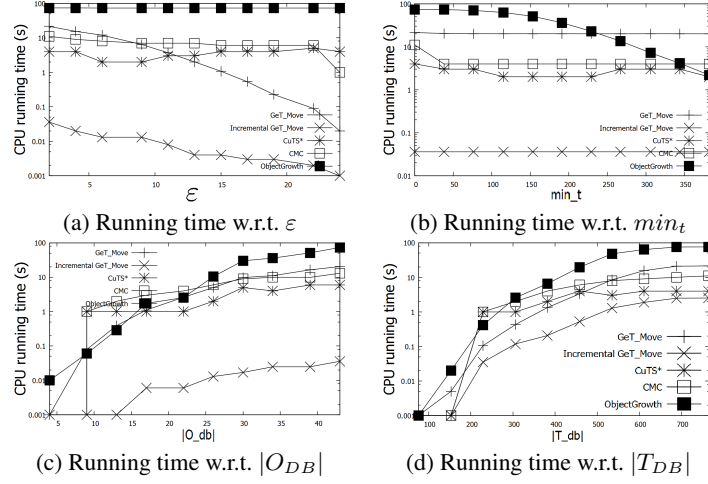 CPU running time (s)
100
10
1
0.1
0.01
0.001
GeT_Move
Incremental GeT_Move
CuTS*
CMC
ObjectGrowth
5 10 15 20
ε
(a) Running time w.r.t. ε
CPU running time (s)
100
10
1
0.1
0.01
GeT_Move
Incremental GeT_Move
CuTS*
CMC
ObjectGrowth
0 50 100 150 200 250 300 350
min_t
(b) Running time w.r.t. min_t
CPU running time (s)
100
10
1
0.1
0.01
0.001
GeT_Move
Incremental GeT_Move
CuTS*
CMC
ObjectGrowth
5 10 15 20 25 30 35 40
|O_db|
(c) Running time w.r.t. |O_DB|
CPU running time (s)
100
10
1
0.1
0.01
0.001
GeT_Move
Incremental GeT_Move
CuTS*
CMC
ObjectGrowth
100 200 300 400 500 600 700
|T_db|
(d) Running time w.r.t. |T_DB|